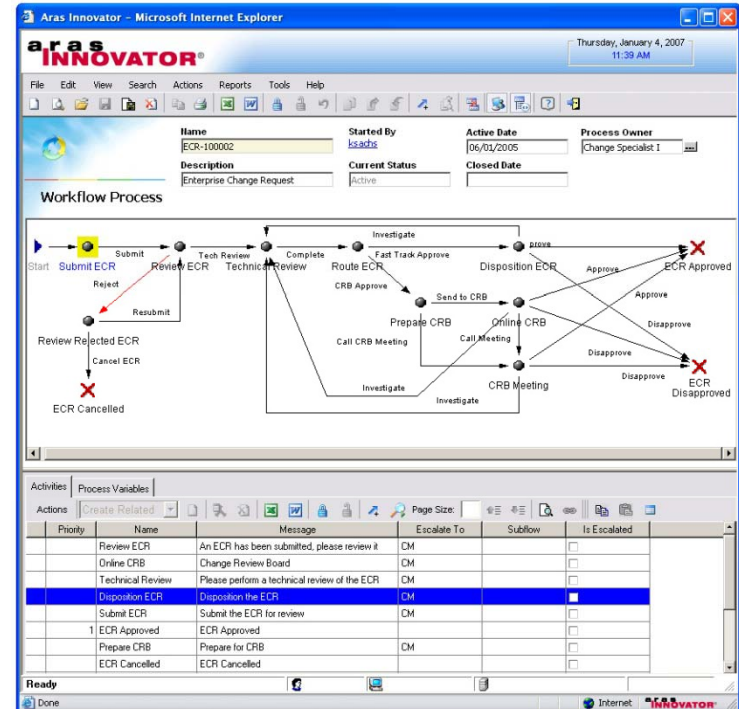 Aras Innovator - Microsoft Internet Explorer
aras
INNOVATOR®
Thursday, January 4, 2007
11:39 AM
File Edit View Search Actions Reports Tools Help
Name Started By Active Date Process Owner
ECR-100002 ksachs 06/01/2005 Change Specialist I ...
Description Current Status Closed Date
Enterprise Change Request Active
Workflow Process
Investigate
prove
Submit Tech Review Complete Fast Track Approve
Start Submit ECR Review ECR Technical Review Route ECR Disposition ECR Approve ECR Approved
Reject CRB Approve
Send to CRB Approve
Resubmit
Prepare CRB Online CRB Disapprove
Review Rejected ECR Call CRB Meeting Call Meeting
Cancel ECR Disapprove
Investigate CRB Meeting Disapprove ECR
Disapproved
Investigate
ECR Cancelled
Activities Process Variables
Actions Create Related Page Size:
Priority Name Message Escalate To Subflow Is Escalated
Review ECR An ECR has been submitted, please review it CM
Online CRB Change Review Board CM
Technical Review Please perform a technical review of the ECR CM
Disposition ECR Disposition the ECR CM
Submit ECR Submit the ECR for review CM
1 ECR Approved ECR Approved
Prepare CRB Prepare for CRB CM
ECR Cancelled ECR Cancelled
Ready
aras
Done Internet INNOVATOR